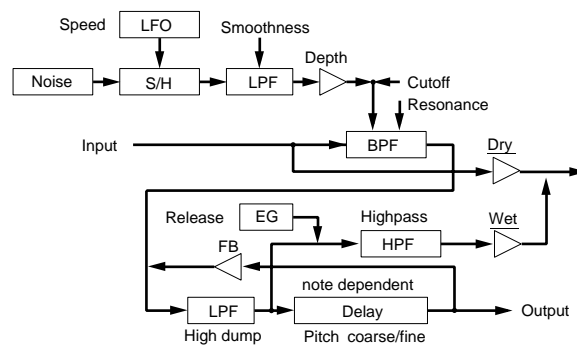 Speed
LFO
Smoothness
Depth
Noise
S/H
LPF
Cutoff
Resonance
Input
BPF
Dry
Release
EG
Highpass
HPF
Wet
FB
note dependent
LPF
Delay
Output
High dump
Pitch coarse/fine